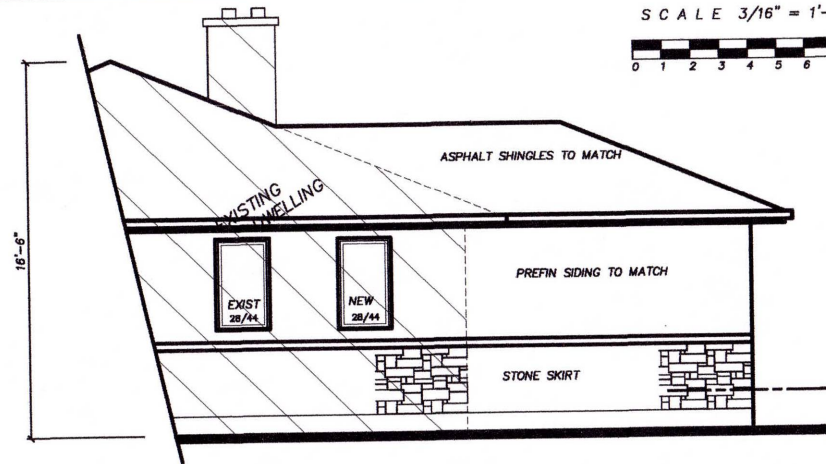 SCALE 3/16" = 1'-
0 1 2 3 4 5 6
ASPHALT SHINGLES TO MATCH
EXISTING
DWELLING
16'-6"
PREFIN SIDING TO MATCH
EXIST
28/44
NEW
28/44
STONE SKIRT